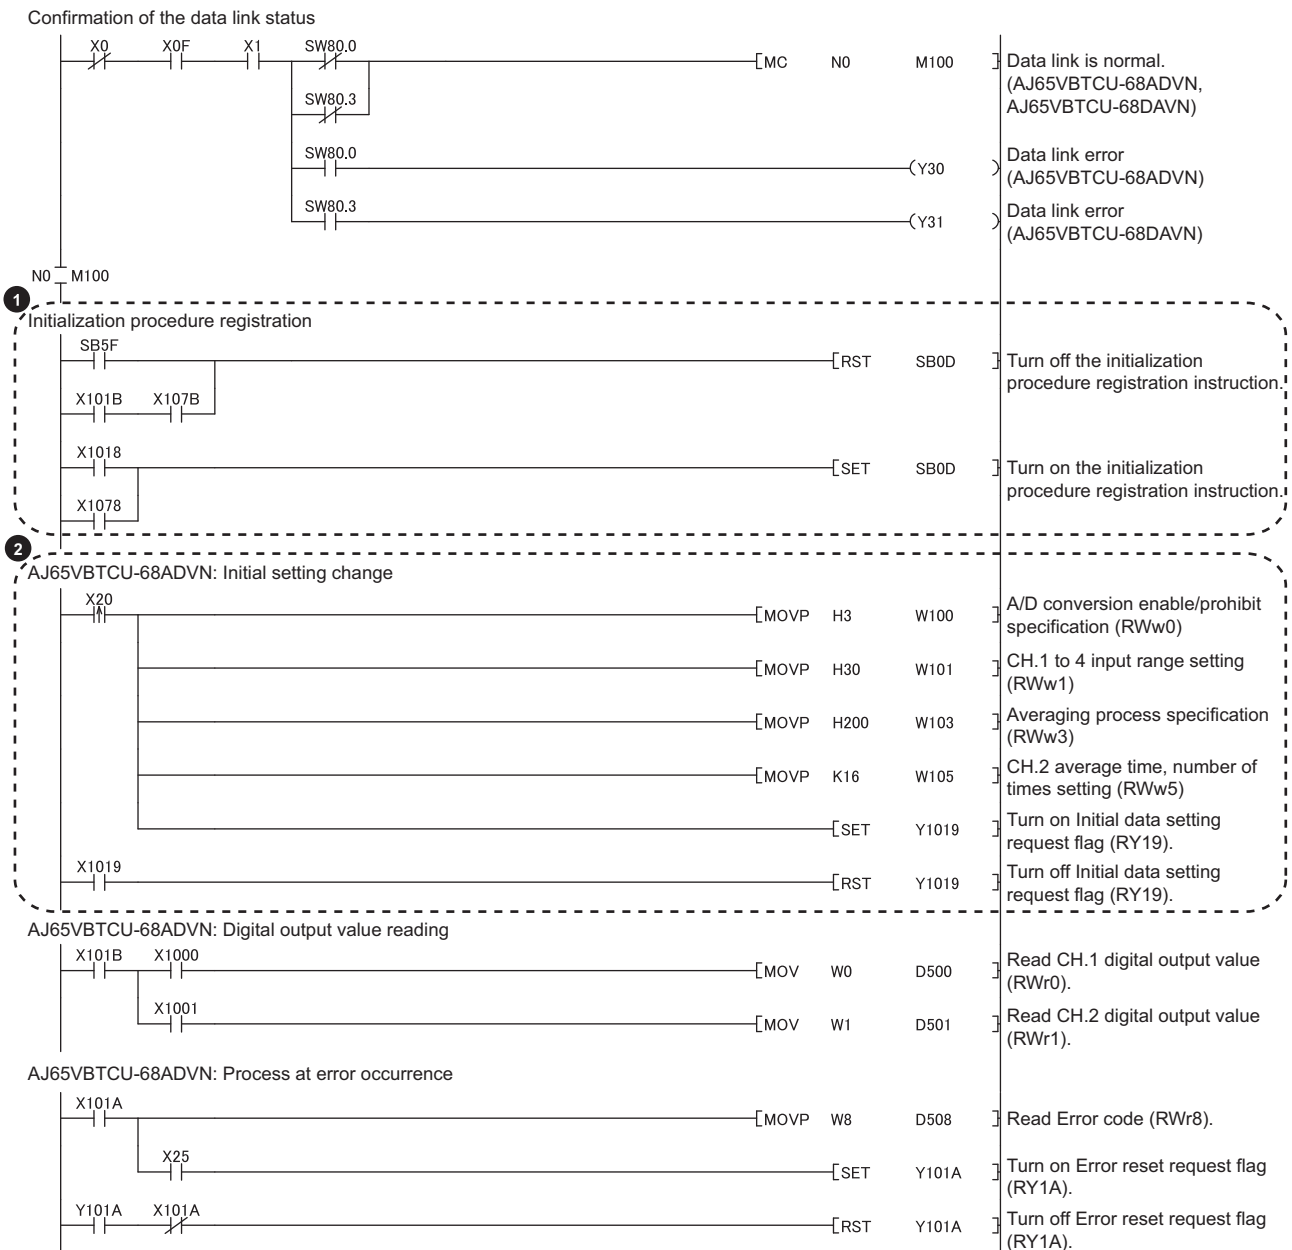 Confirmation of the data link status
X0 X0F X1 SW80.0
MC N0 M100
Data link is normal.
(AJ65VBTCU-68ADVN,
AJ65VBTCU-68DAVN)
SW80.3
SW80.0
Y30
Data link error
(AJ65VBTCU-68ADVN)
SW80.3
Y31
Data link error
(AJ65VBTCU-68DAVN)
N0 M100
1
Initialization procedure registration
SB5F
RST SB0D
Turn off the initialization
procedure registration instruction.
X101B X107B
X1018
SET SB0D
Turn on the initialization
procedure registration instruction.
X1078
2
AJ65VBTCU-68ADVN: Initial setting change
X20
MOVP H3 W100
A/D conversion enable/prohibit
specification (RWw0)
MOVP H30 W101
CH.1 to 4 input range setting
(RWw1)
MOVP H200 W103
Averaging process specification
(RWw3)
MOVP K16 W105
CH.2 average time, number of
times setting (RWw5)
SET Y1019
Turn on Initial data setting
request flag (RY19).
X1019
RST Y1019
Turn off Initial data setting
request flag (RY19).
AJ65VBTCU-68ADVN: Digital output value reading
X101B X1000
MOV W0 D500
Read CH.1 digital output value
(RWr0).
X1001
MOV W1 D501
Read CH.2 digital output value
(RWr1).
AJ65VBTCU-68ADVN: Process at error occurrence
X101A
MOVP W8 D508
Read Error code (RWr8).
X25
SET Y101A
Turn on Error reset request flag
(RY1A).
Y101A X101A
RST Y101A
Turn off Error reset request flag
(RY1A).